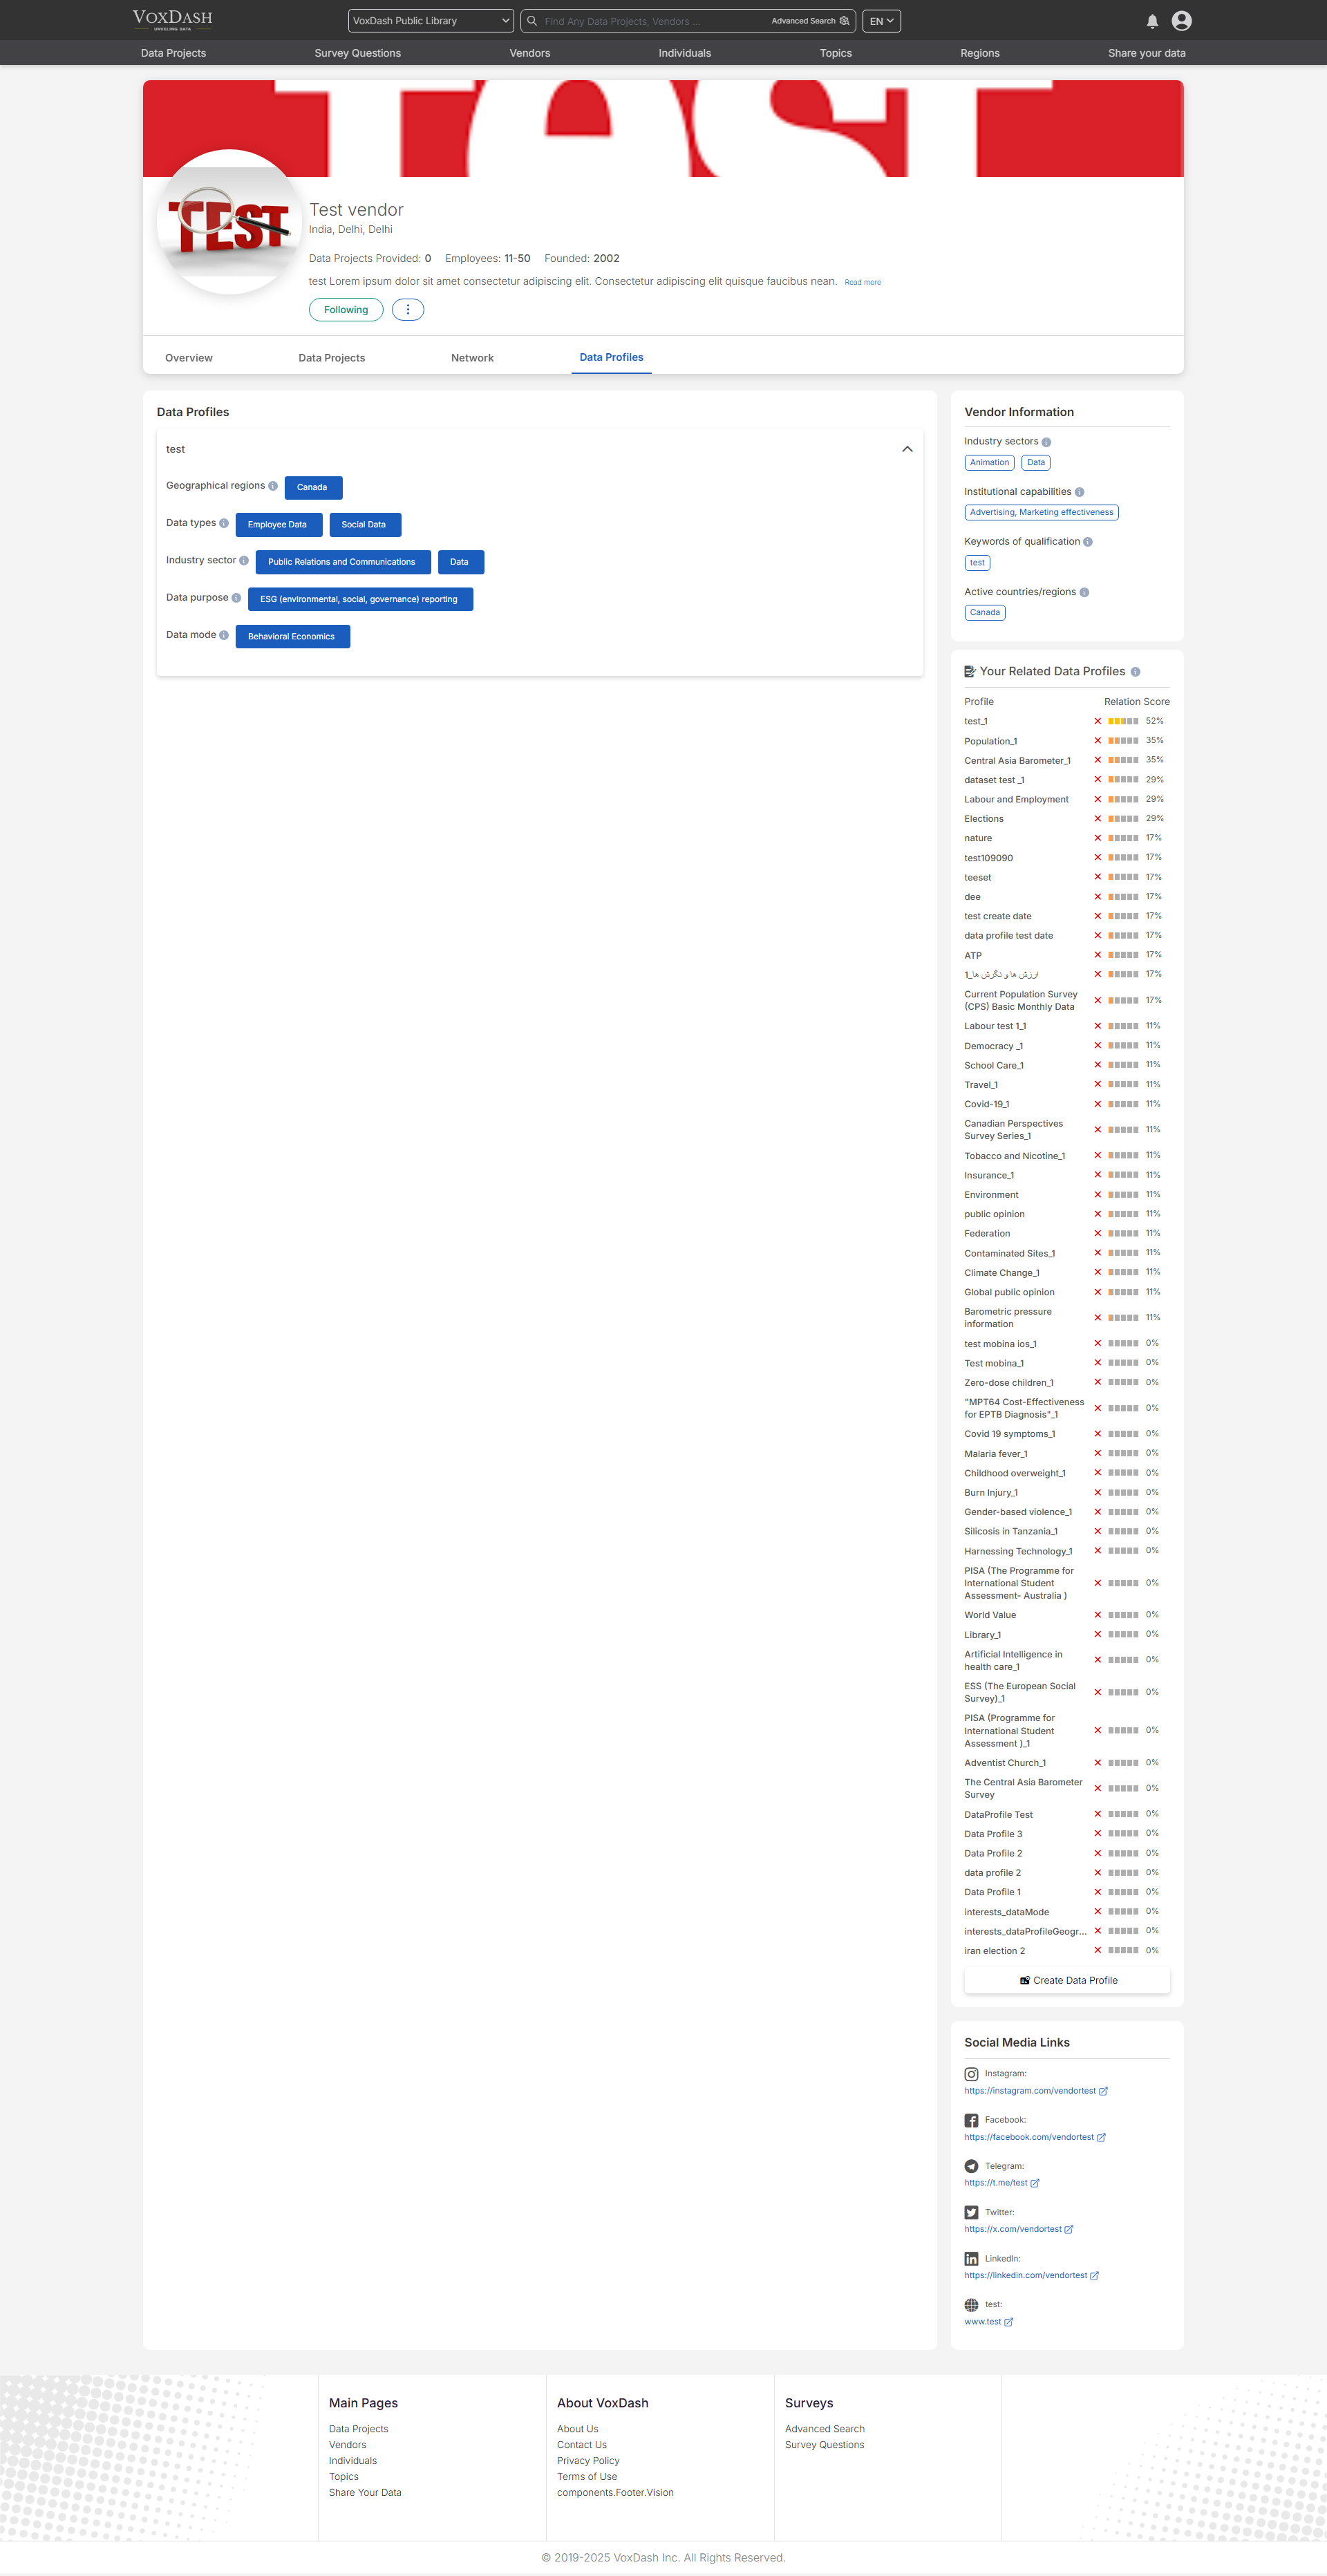 VOXDASH
UNVEILING DATA
VoxDash Public Library
Find Any Data Projects, Vendors ...
Advanced Search
EN
Data Projects
Survey Questions
Vendors
Individuals
Topics
Regions
Share your data
TEST
TEST
Test vendor
India, Delhi, Delhi
Data Projects Provided: 0 Employees: 11-50 Founded: 2002
test Lorem ipsum dolor sit amet consectetur adipiscing elit. Consectetur adipiscing elit quisque faucibus nean. Read more
Following
Overview
Data Projects
Network
Data Profiles
Data Profiles
test
Geographical regions Canada
Data types Employee Data Social Data
Industry sector Public Relations and Communications Data
Data purpose ESG (environmental, social, governance) reporting
Data mode Behavioral Economics
Vendor Information
Industry sectors
Animation Data
Institutional capabilities
Advertising, Marketing effectiveness
Keywords of qualification
test
Active countries/regions
Canada
Your Related Data Profiles
Profile Relation Score
test_1 52%
Population_1 35%
Central Asia Barometer_1 35%
dataset test _1 29%
Labour and Employment 29%
Elections 29%
nature 17%
test109090 17%
teeset 17%
dee 17%
test create date 17%
data profile test date 17%
ATP 17%
ارزش ها و نگرش ها_1 17%
Current Population Survey
(CPS) Basic Monthly Data 17%
Labour test 1_1 11%
Democracy _1 11%
School Care_1 11%
Travel_1 11%
Covid-19_1 11%
Canadian Perspectives
Survey Series_1 11%
Tobacco and Nicotine_1 11%
Insurance_1 11%
Environment 11%
public opinion 11%
Federation 11%
Contaminated Sites_1 11%
Climate Change_1 11%
Global public opinion 11%
Barometric pressure
information 11%
test mobina ios_1 0%
Test mobina_1 0%
Zero-dose children_1 0%
"MPT64 Cost-Effectiveness
for EPTB Diagnosis"_1 0%
Covid 19 symptoms_1 0%
Malaria fever_1 0%
Childhood overweight_1 0%
Burn Injury_1 0%
Gender-based violence_1 0%
Silicosis in Tanzania_1 0%
Harnessing Technology_1 0%
PISA (The Programme for
International Student
Assessment- Australia ) 0%
World Value 0%
Library_1 0%
Artificial Intelligence in
health care_1 0%
ESS (The European Social
Survey)_1 0%
PISA (Programme for
International Student
Assessment )_1 0%
Adventist Church_1 0%
The Central Asia Barometer
Survey 0%
DataProfile Test 0%
Data Profile 3 0%
Data Profile 2 0%
data profile 2 0%
Data Profile 1 0%
interests_dataMode 0%
interests_dataProfileGeogr... 0%
iran election 2 0%
Create Data Profile
Social Media Links
Instagram:
https://instagram.com/vendortest
Facebook:
https://facebook.com/vendortest
Telegram:
https://t.me/test
Twitter:
https://x.com/vendortest
LinkedIn:
https://linkedin.com/vendortest
test:
www.test
Main Pages
Data Projects
Vendors
Individuals
Topics
Share Your Data
About VoxDash
About Us
Contact Us
Privacy Policy
Terms of Use
components.Footer.Vision
Surveys
Advanced Search
Survey Questions
© 2019-2025 VoxDash Inc. All Rights Reserved.